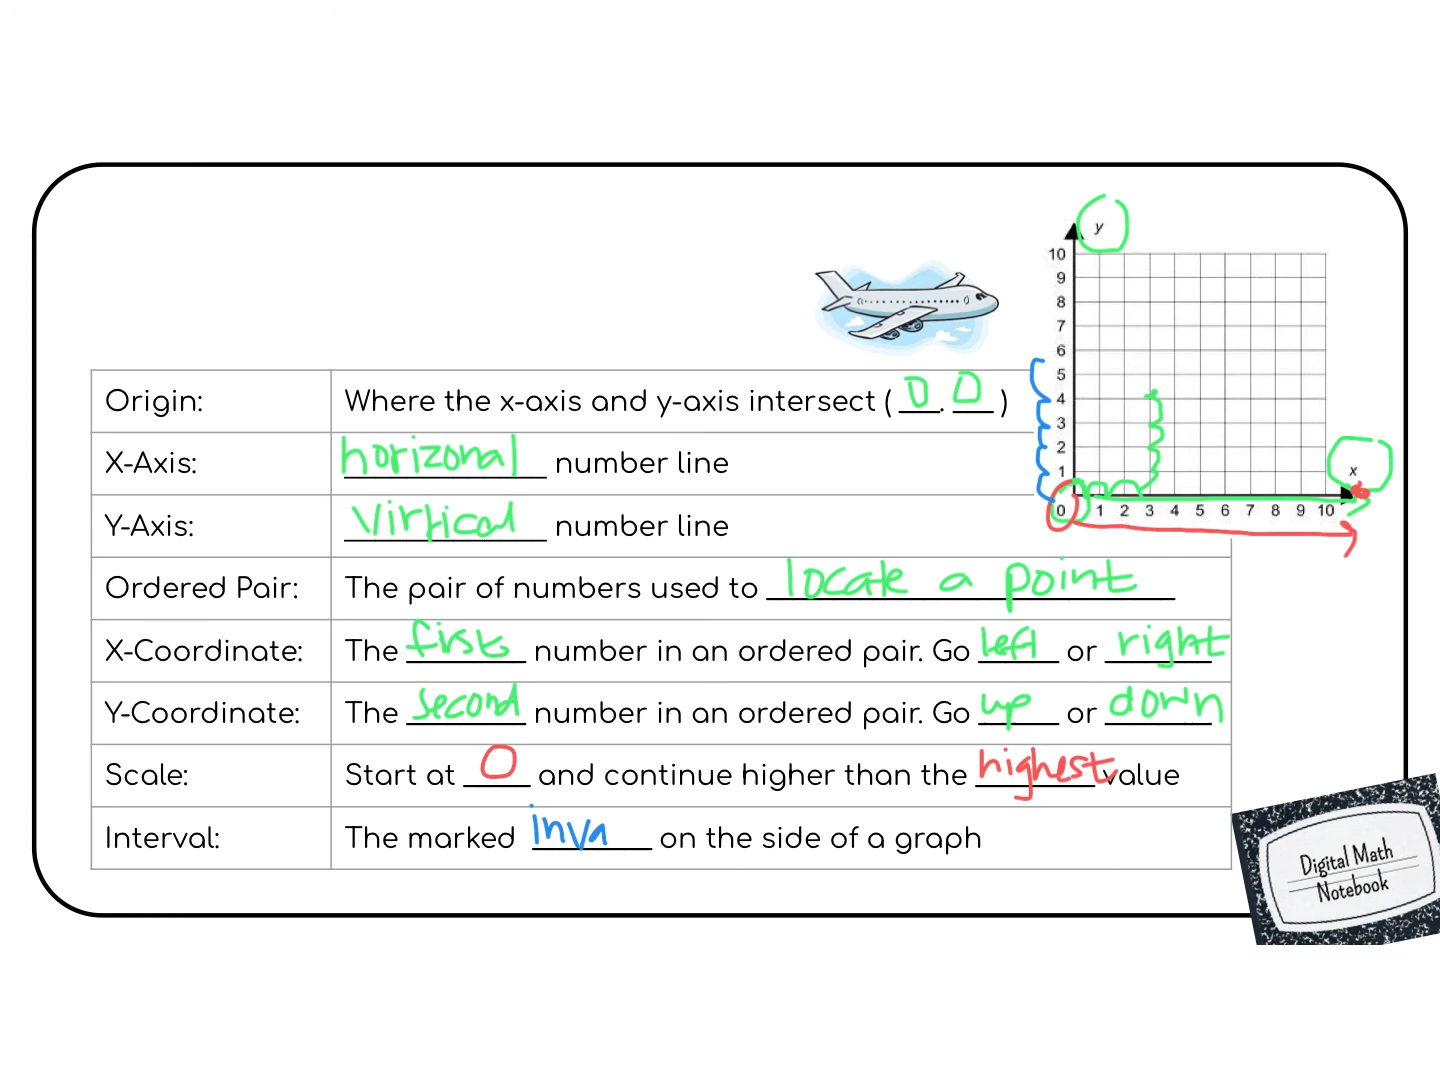 y
10
9
8
7
6
5
4
3
2
1
x
0 1 2 3 4 5 6 7 8 9 10
Origin: Where the x-axis and y-axis intersect ( 0 . 0 )
X-Axis: horizonal number line
Y-Axis: virtical number line
Ordered Pair: The pair of numbers used to locate a point
X-Coordinate: The first number in an ordered pair. Go left or right
Y-Coordinate: The second number in an ordered pair. Go up or down
Scale: Start at 0 and continue higher than the highest value
Interval: The marked inva on the side of a graph
Digital Math
Notebook